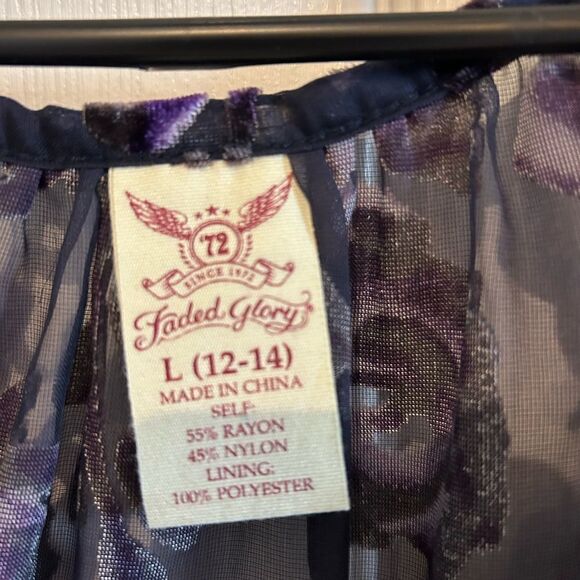 '72
SINCE 1972
Faded Glory
L (12-14)
MADE IN CHINA
SELF:
55% RAYON
45% NYLON
LINING:
100% POLYESTER